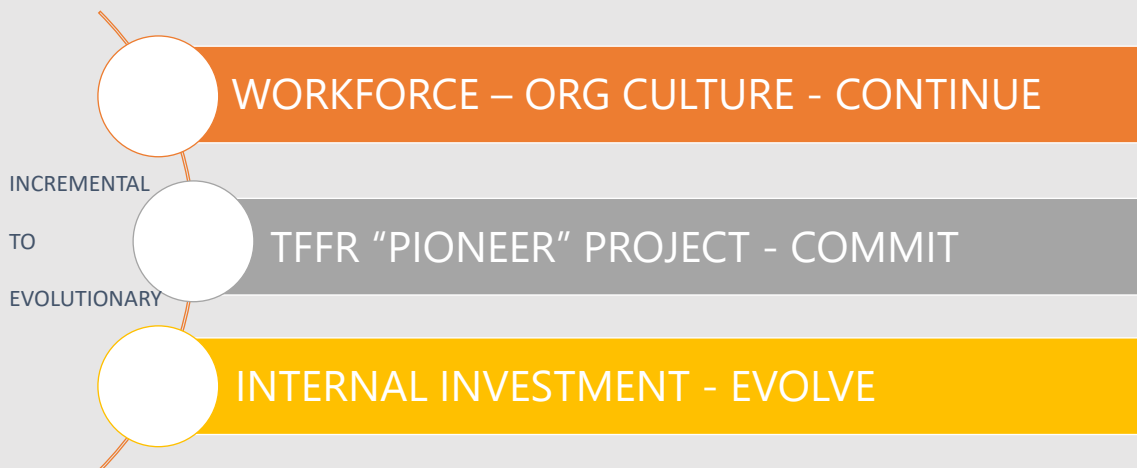 WORKFORCE – ORG CULTURE - CONTINUE
INCREMENTAL
TO
EVOLUTIONARY
TFFR “PIONEER” PROJECT - COMMIT
INTERNAL INVESTMENT - EVOLVE